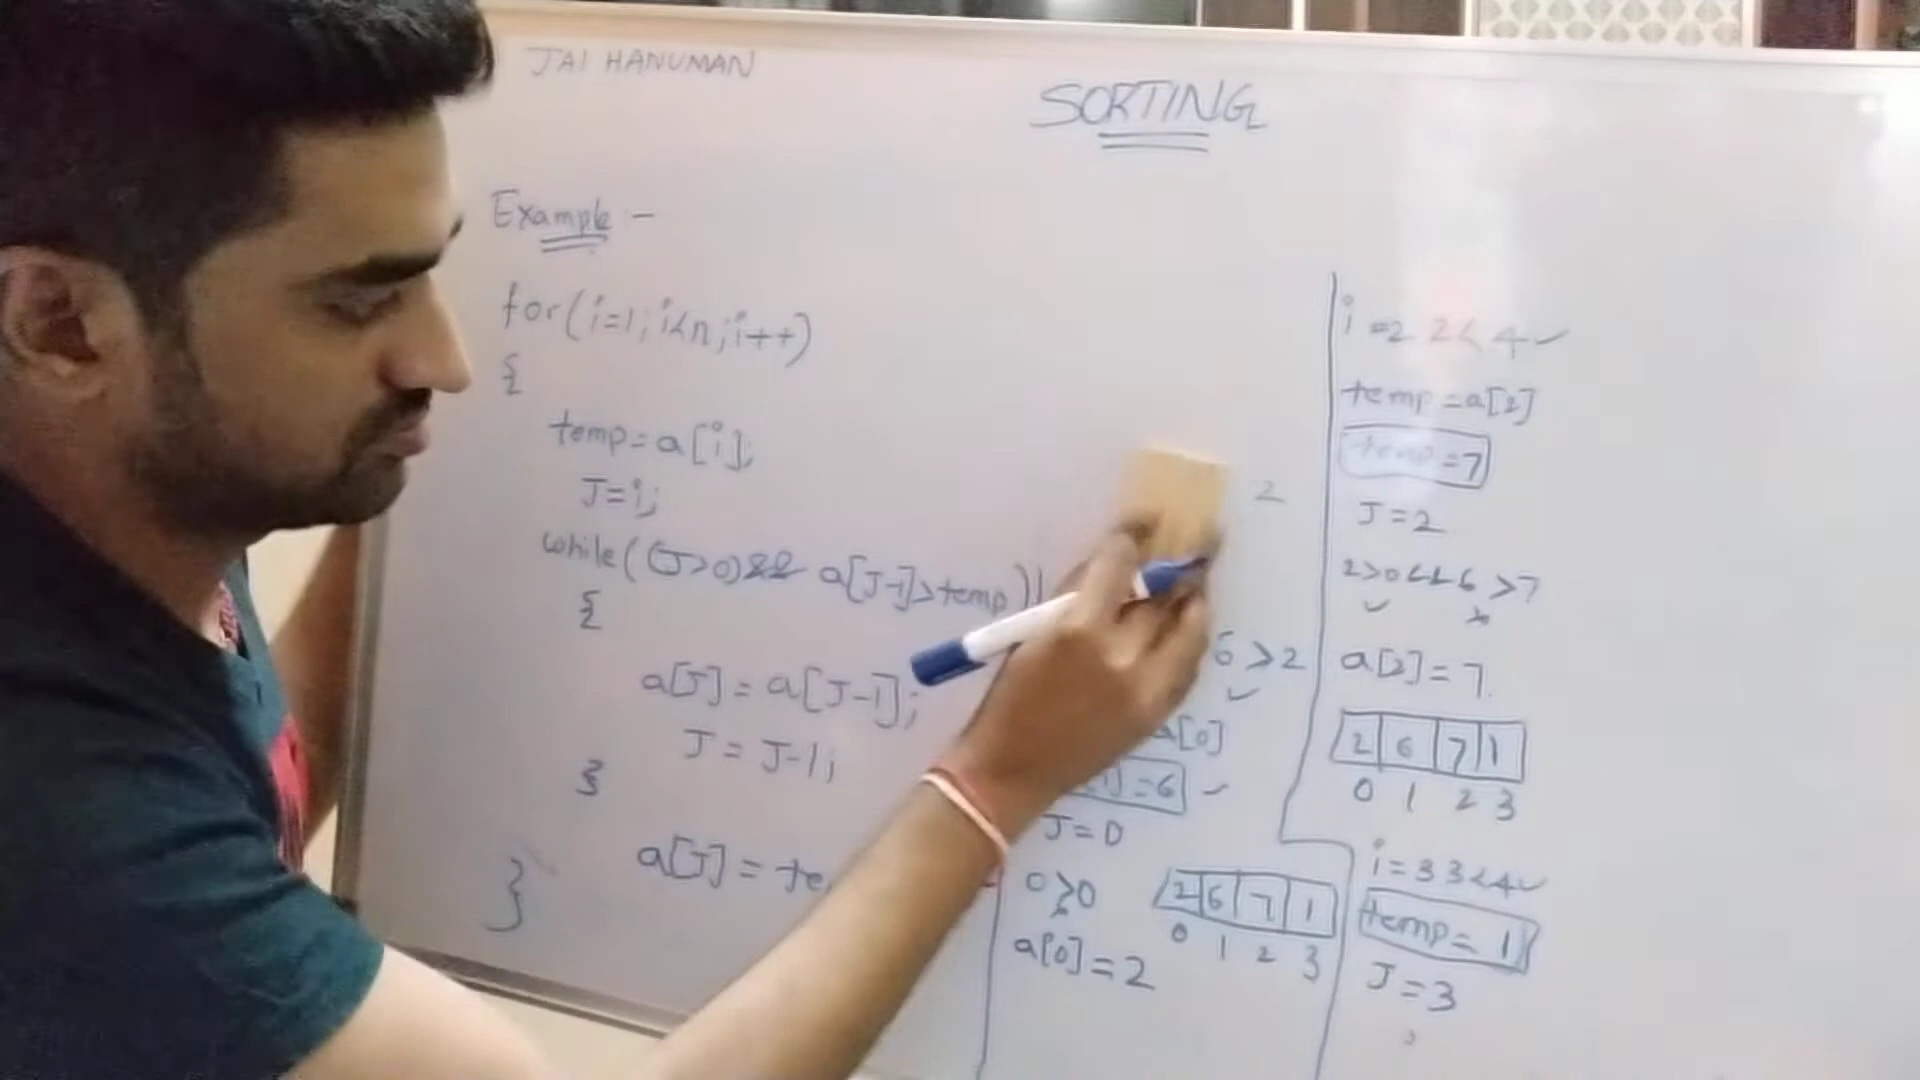 JAI HANUMAN
SORTING
Example :-
for(i=1; i<n; i++)
{
temp=a[i];
J=i;
while((J>0)&& a[J-1]>temp))
{
a[J]=a[J-1];
J=J-1;
}
a[J]=te
}
2
6>2
a[0]
=6
J=0
0>0
a[0]=2
2 6 7 1
0 1 2 3
i=2 2<4
temp=a[2]
temp=7
J=2
2>0&&6>7
a[2]=7
2 6 7 1
0 1 2 3
i=3 3<4
temp=1
J=3